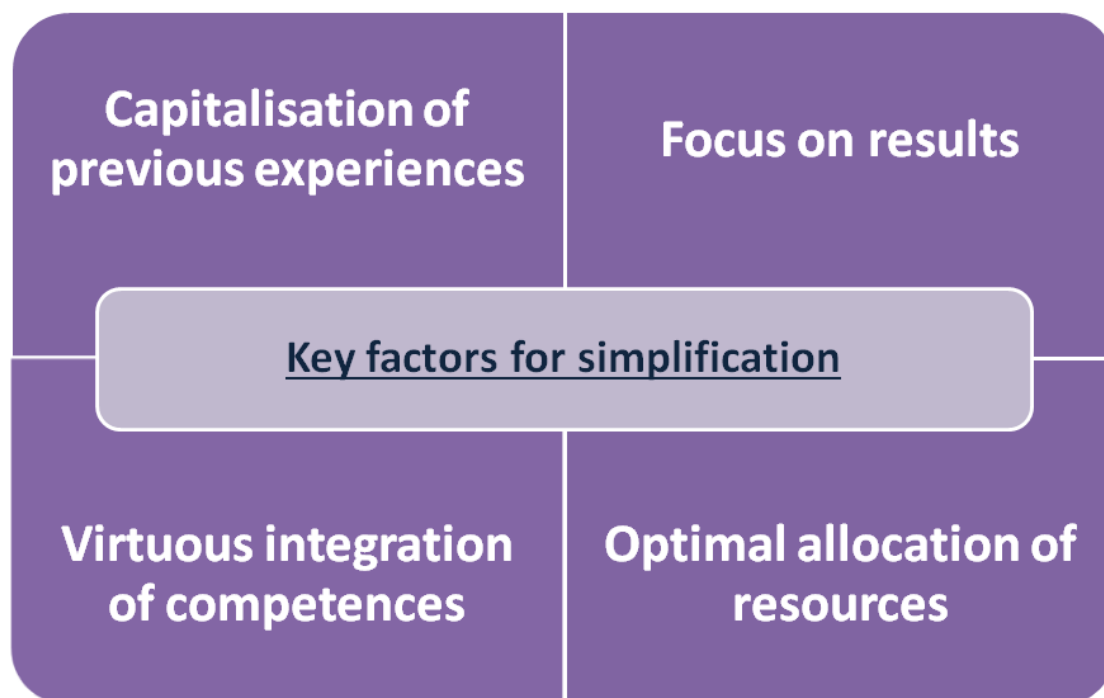 Capitalisation of
previous experiences
Focus on results
Key factors for simplification
Virtuous integration
of competences
Optimal allocation of
resources